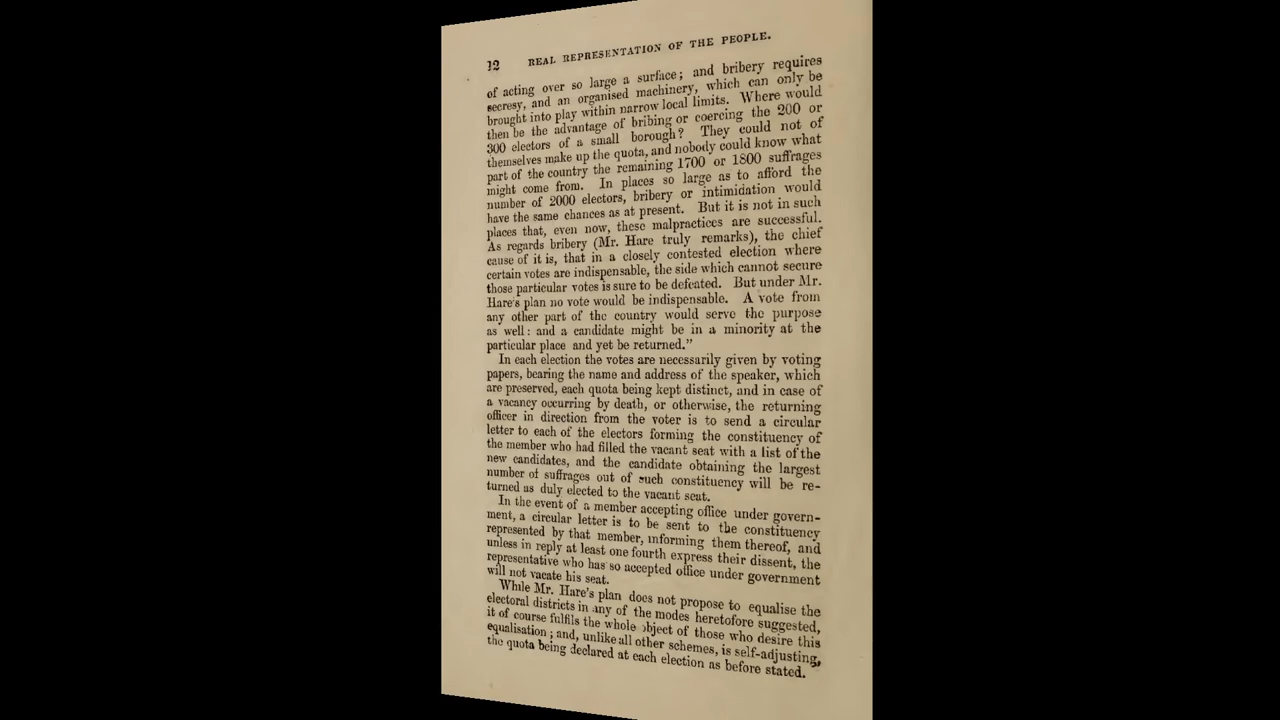 12 REAL REPRESENTATION OF THE PEOPLE.
of acting over so large a surface; and bribery requires
secresy, and an organised machinery, which can only be
brought into play within narrow local limits. Where would
then be the advantage of bribing or coercing the 200 or
300 electors of a small borough? They could not of
themselves make up the quota, and nobody could know what
part of the country the remaining 1700 or 1800 suffrages
might come from. In places so large as to afford the
number of 2000 electors, bribery or intimidation would
have the same chances as at present. But it is not in such
places that, even now, these malpractices are successful.
As regards bribery (Mr. Hare truly remarks), the chief
cause of it is, that in a closely contested election where
certain votes are indispensable, the side which cannot secure
those particular votes is sure to be defeated. But under Mr.
Hare's plan no vote would be indispensable. A vote from
any other part of the country would serve the purpose
as well: and a candidate might be in a minority at the
particular place and yet be returned.”
In each election the votes are necessarily given by voting
papers, bearing the name and address of the speaker, which
are preserved, each quota being kept distinct, and in case of
a vacancy occurring by death, or otherwise, the returning
officer in direction from the voter is to send a circular
letter to each of the electors forming the constituency of
the member who had filled the vacant seat with a list of the
new candidates, and the candidate obtaining the largest
number of suffrages out of such constituency will be re-
turned as duly elected to the vacant seat.
In the event of a member accepting office under govern-
ment, a circular letter is to be sent to the constituency
represented by that member, informing them thereof, and
unless in reply at least one fourth express their dissent, the
representative who has so accepted office under government
will not vacate his seat.
While Mr. Hare's plan does not propose to equalise the
electoral districts in any of the modes heretofore suggested,
it of course fulfils the whole object of those who desire this
equalisation; and, unlike all other schemes, is self-adjusting,
the quota being declared at each election as before stated.